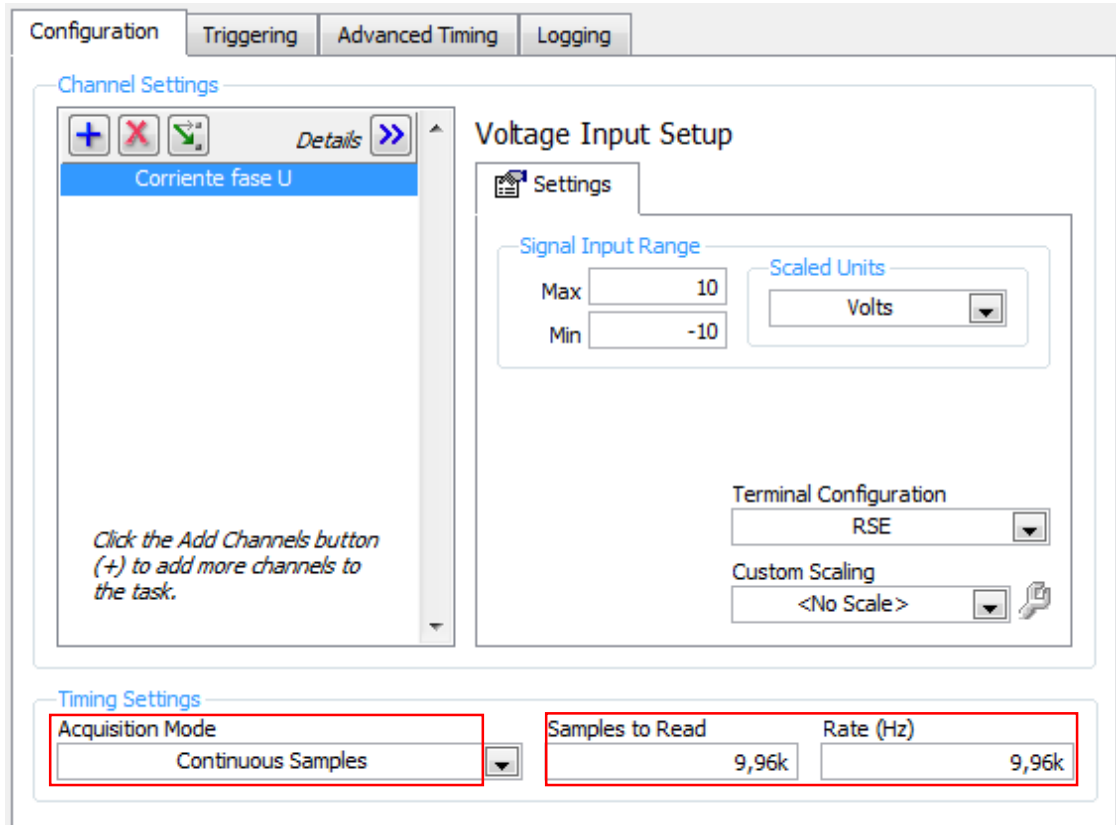 Configuration
Triggering
Advanced Timing
Logging
Channel Settings
Details
Corriente fase U
Click the Add Channels button
(+) to add more channels to
the task.
Voltage Input Setup
Settings
Signal Input Range
Max 10
Min -10
Scaled Units
Volts
Terminal Configuration
RSE
Custom Scaling
<No Scale>
Timing Settings
Acquisition Mode
Continuous Samples
Samples to Read
9,96k
Rate (Hz)
9,96k